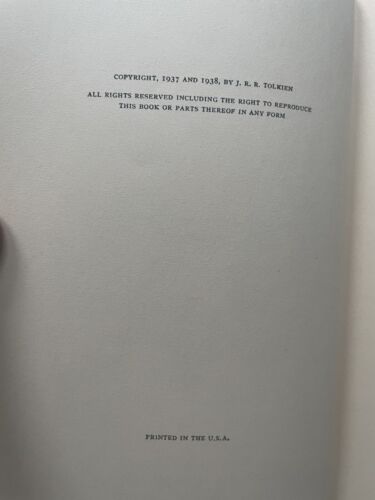 COPYRIGHT, 1937 AND 1938, BY J. R. R. TOLKIEN
ALL RIGHTS RESERVED INCLUDING THE RIGHT TO REPRODUCE
THIS BOOK OR PARTS THEREOF IN ANY FORM
PRINTED IN THE U.S.A.